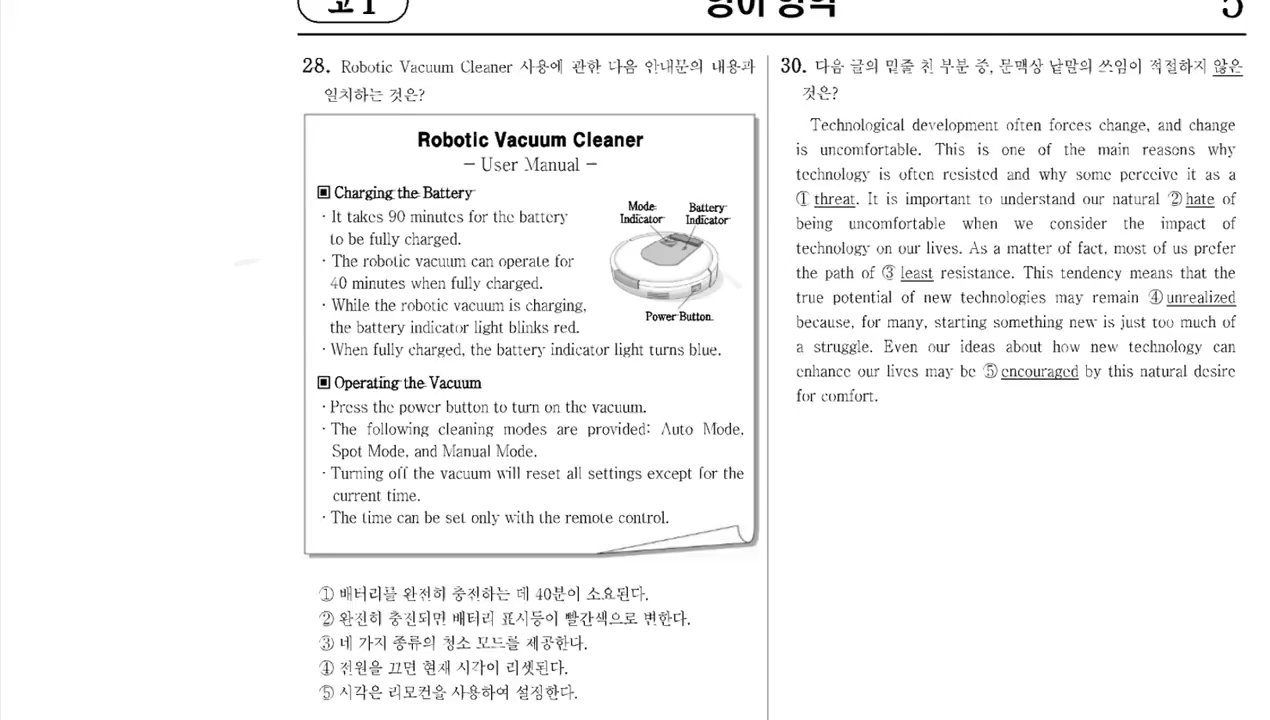 고1
영어 영역
5
28. Robotic Vacuum Cleaner 사용에 관한 다음 안내문의 내용과
일치하는 것은?
Robotic Vacuum Cleaner
- User Manual -
▣ Charging the Battery
· It takes 90 minutes for the battery
to be fully charged.
· The robotic vacuum can operate for
40 minutes when fully charged.
· While the robotic vacuum is charging,
the battery indicator light blinks red.
· When fully charged, the battery indicator light turns blue.
Mode Indicator
Battery Indicator
Power Button
▣ Operating the Vacuum
· Press the power button to turn on the vacuum.
· The following cleaning modes are provided: Auto Mode,
Spot Mode, and Manual Mode.
· Turning off the vacuum will reset all settings except for the
current time.
· The time can be set only with the remote control.
① 배터리를 완전히 충전하는 데 40분이 소요된다.
② 완전히 충전되면 배터리 표시등이 빨간색으로 변한다.
③ 네 가지 종류의 청소 모드를 제공한다.
④ 전원을 끄면 현재 시각이 리셋된다.
⑤ 시각은 리모컨을 사용하여 설정한다.
30. 다음 글의 밑줄 친 부분 중, 문맥상 낱말의 쓰임이 적절하지 않은
것은?
Technological development often forces change, and change
is uncomfortable. This is one of the main reasons why
technology is often resisted and why some perceive it as a
① threat. It is important to understand our natural ② hate of
being uncomfortable when we consider the impact of
technology on our lives. As a matter of fact, most of us prefer
the path of ③ least resistance. This tendency means that the
true potential of new technologies may remain ④ unrealized
because, for many, starting something new is just too much of
a struggle. Even our ideas about how new technology can
enhance our lives may be ⑤ encouraged by this natural desire
for comfort.